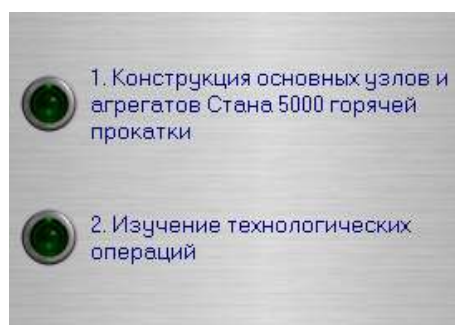 1. Конструкция основных узлов и
агрегатов Стана 5000 горячей
прокатки
2. Изучение технологических
операций